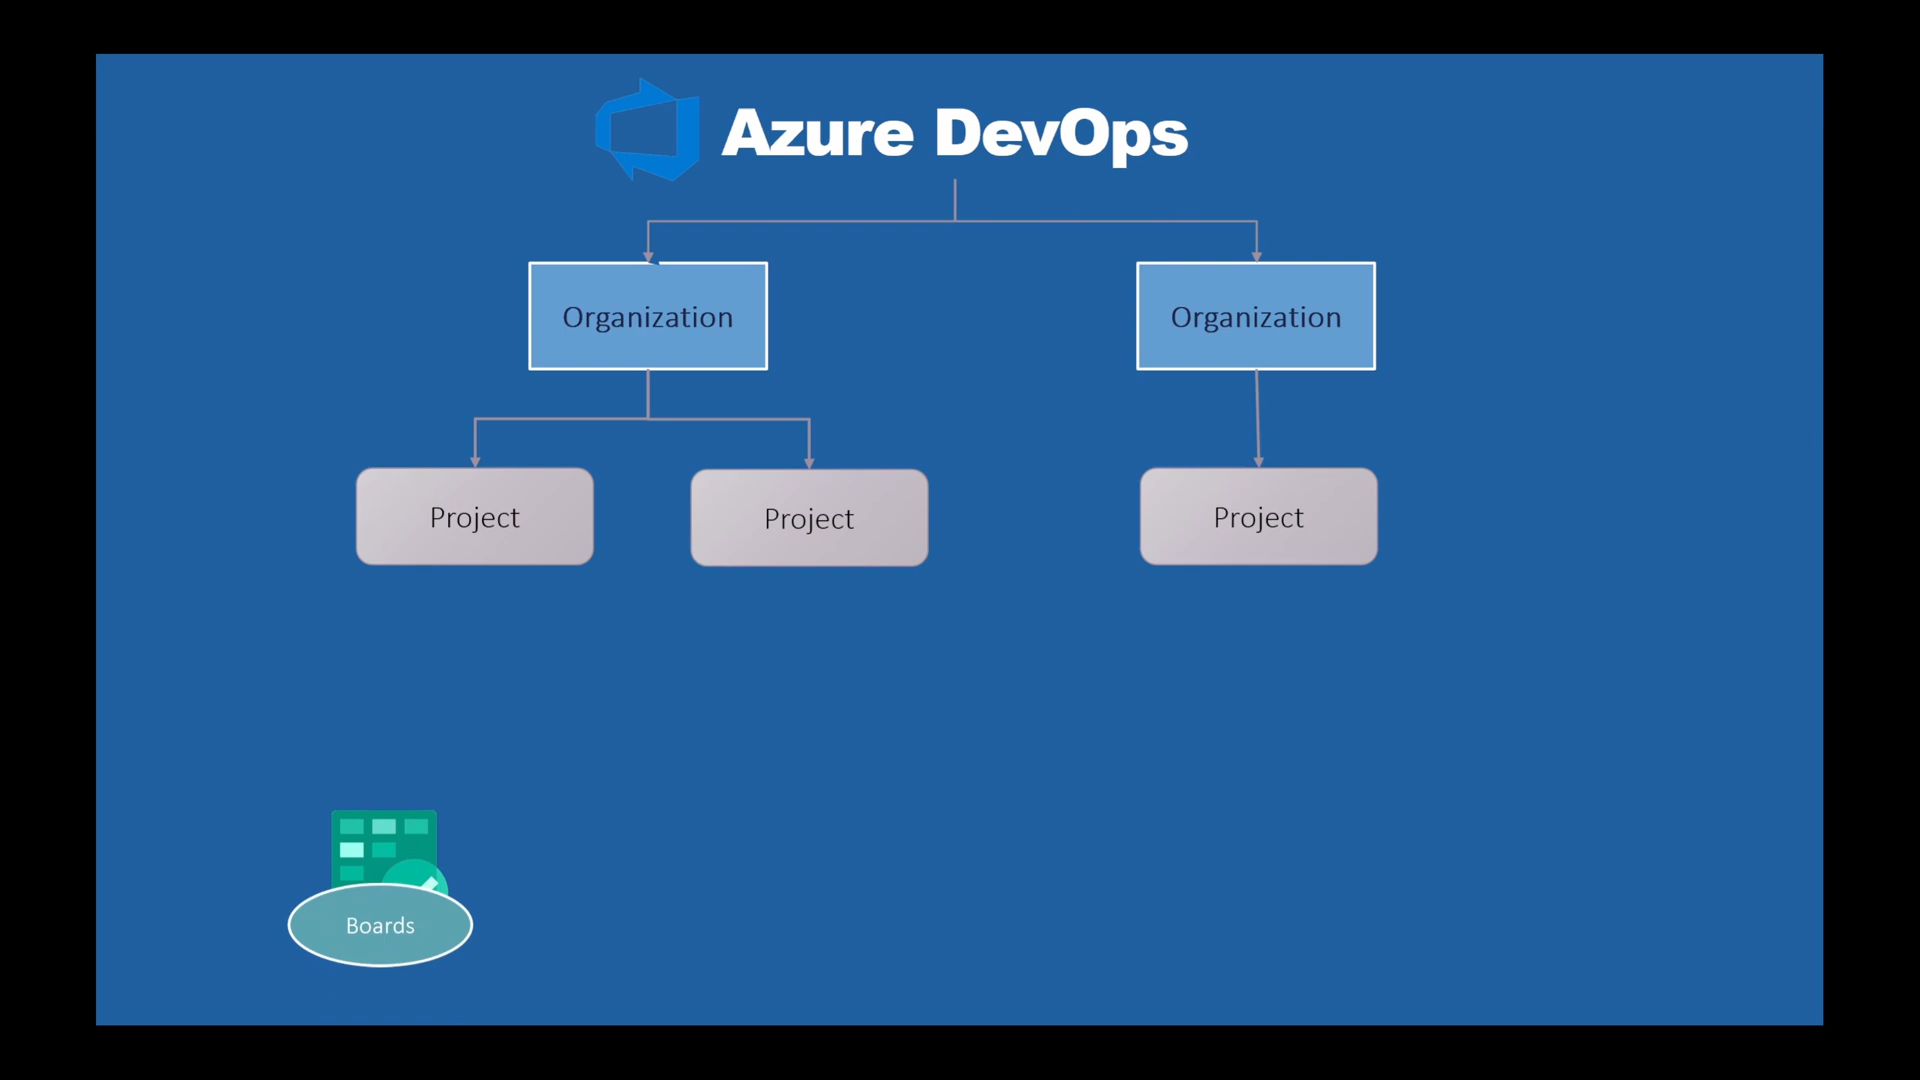 Azure DevOps
Organization
Organization
Project
Project
Project
Boards